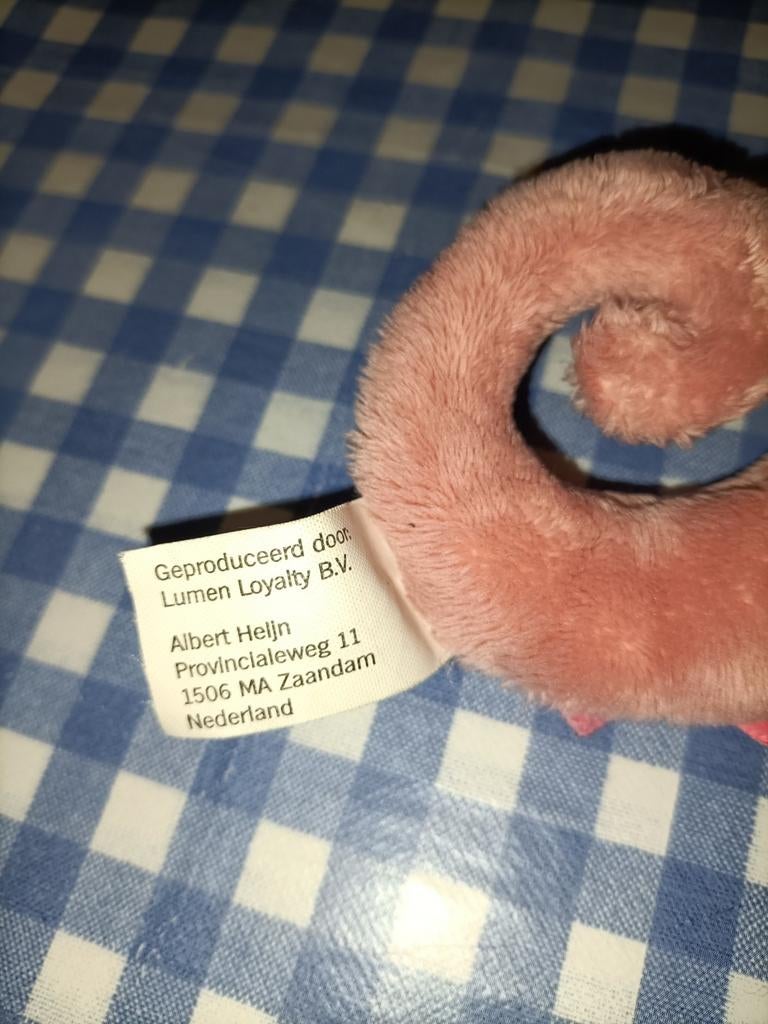 Geproduceerd door:
Lumen Loyalty B.V.
Albert Heijn
Provincialeweg 11
1506 MA Zaandam
Nederland